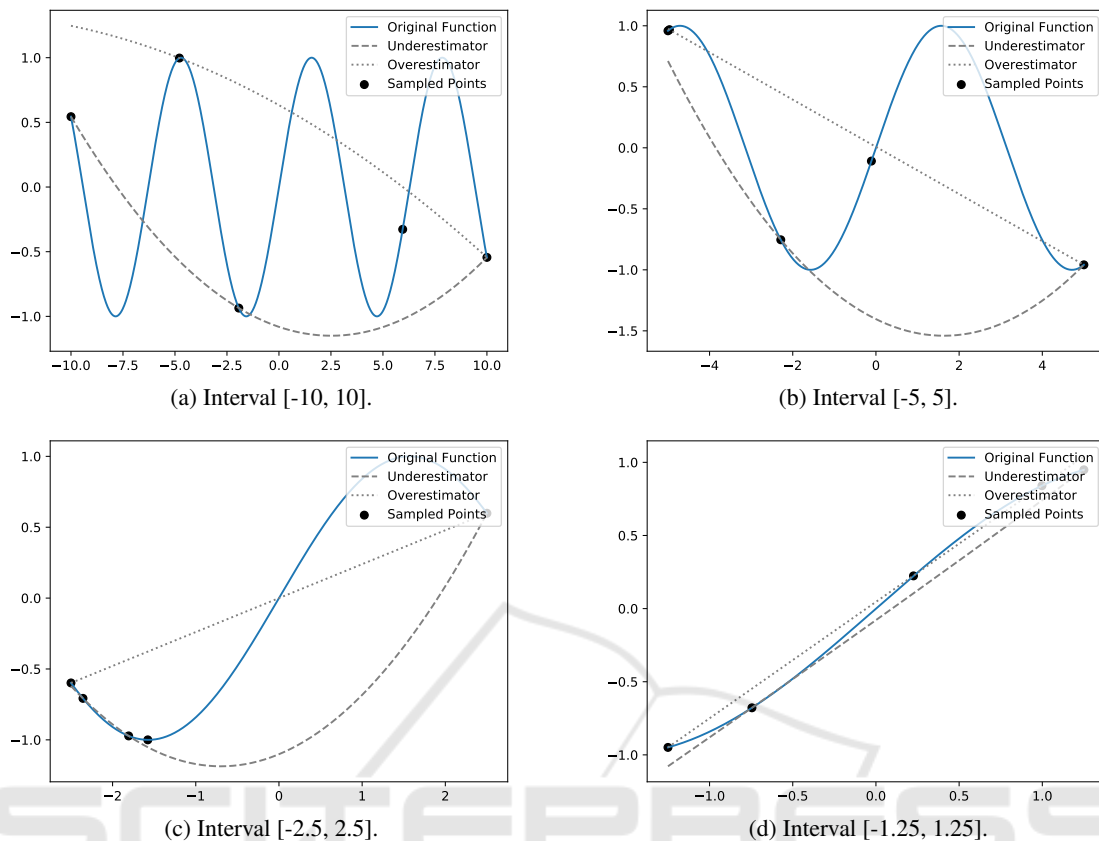 Original Function
Underestimator
Overestimator
Sampled Points
1.0
0.5
0.0
−0.5
−1.0
−10.0 −7.5 −5.0 −2.5 0.0 2.5 5.0 7.5 10.0
(a) Interval [-10, 10].
Original Function
Underestimator
Overestimator
Sampled Points
1.0
0.5
0.0
−0.5
−1.0
−1.5
−4 −2 0 2 4
(b) Interval [-5, 5].
Original Function
Underestimator
Overestimator
Sampled Points
1.0
0.5
0.0
−0.5
−1.0
−2 −1 0 1 2
(c) Interval [-2.5, 2.5].
Original Function
Underestimator
Overestimator
Sampled Points
1.0
0.5
0.0
−0.5
−1.0
−1.0 −0.5 0.0 0.5 1.0
(d) Interval [-1.25, 1.25].